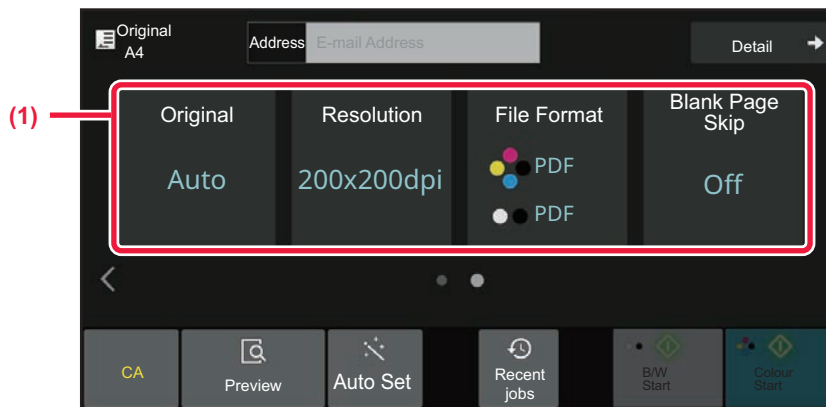 Original
A4
Address E-mail Address
Detail
(1)
Original
Resolution
File Format
Blank Page
Skip
Auto
200x200dpi
PDF
PDF
Off
CA
Preview
Auto Set
Recent
jobs
B/W
Start
Colour
Start